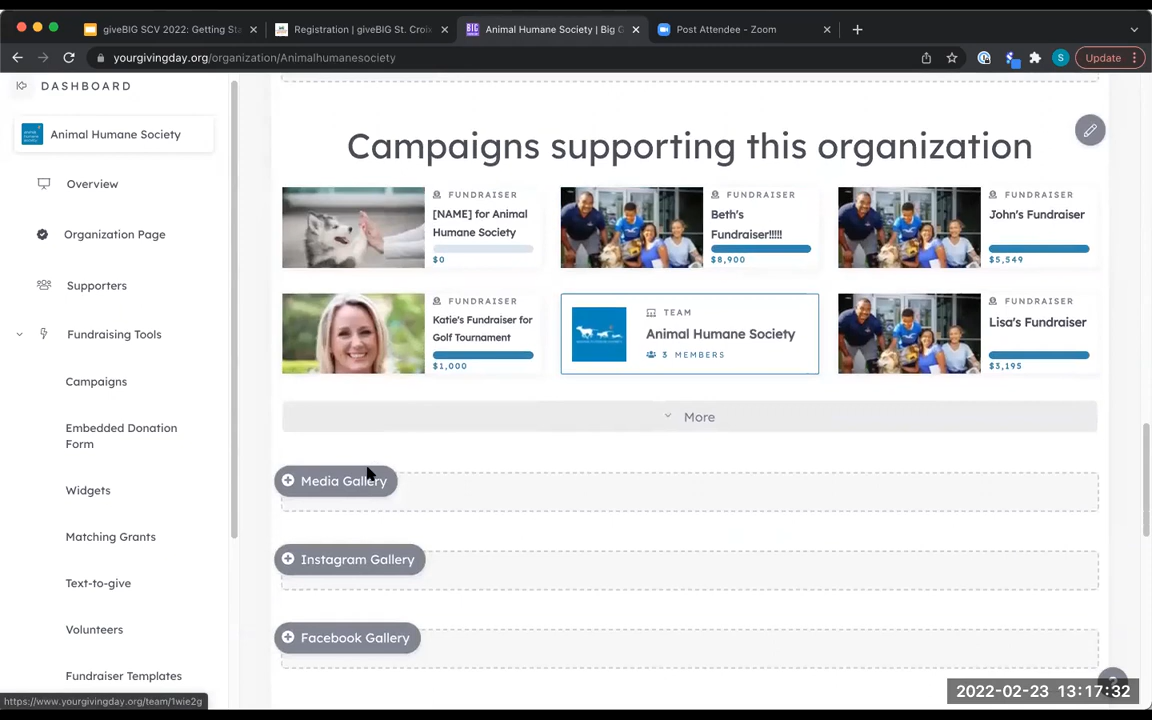 giveBIG SCV 2022: Getting Sta
Registration | giveBIG St. Croix
Animal Humane Society | Big G
Post Attendee - Zoom
yourgivingday.org/organization/Animalhumanesociety
S
Update
DASHBOARD
Animal Humane Society
Overview
Organization Page
Supporters
Fundraising Tools
Campaigns
Embedded Donation
Form
Widgets
Matching Grants
Text-to-give
Volunteers
Fundraiser Templates
https://www.yourgivingday.org/team/1wie2g
Campaigns supporting this organization
FUNDRAISER
[NAME] for Animal
Humane Society
$0
FUNDRAISER
Beth's
Fundraiser!!!!!
$8,900
FUNDRAISER
John's Fundraiser
$5,549
FUNDRAISER
Katie's Fundraiser for
Golf Tournament
$1,000
TEAM
Animal Humane Society
3 MEMBERS
FUNDRAISER
Lisa's Fundraiser
$3,195
More
Media Gallery
Instagram Gallery
Facebook Gallery
?
2022-02-23 13:17:32